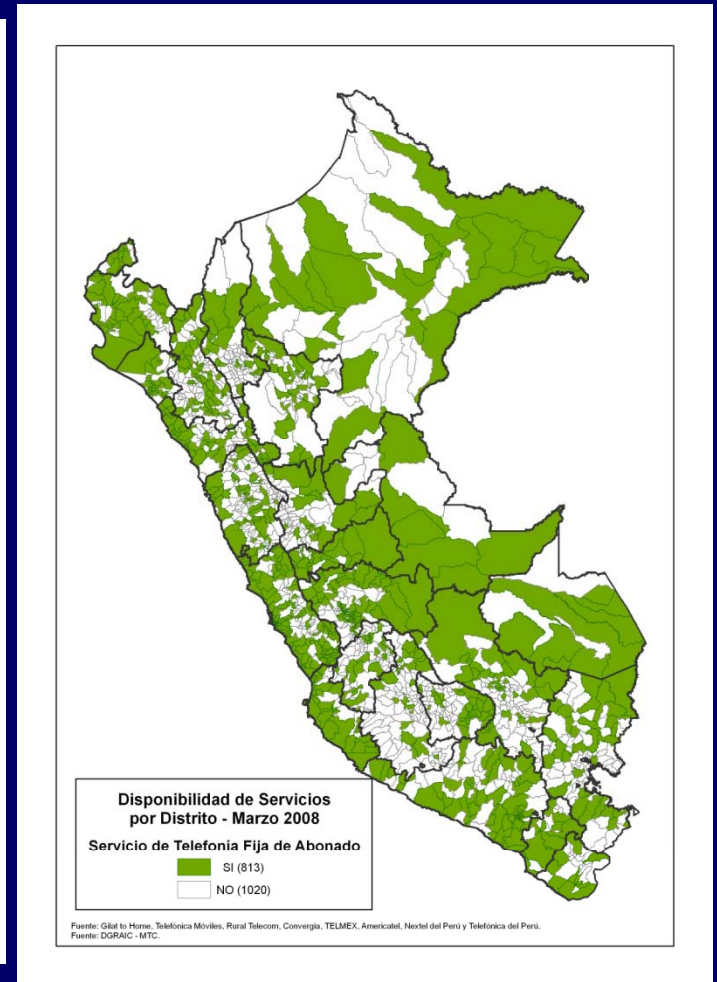 Disponibilidad de Servicios
por Distrito - Marzo 2008
Servicio de Telefonía Fija de Abonado
SI (813)
NO (1020)
Fuente: Gilat to Home, Telefónica Móviles, Rural Telecom, Convergia, TELMEX, Americatel, Nextel del Perú y Telefónica del Perú.
Fuente: DGRAIC - MTC.